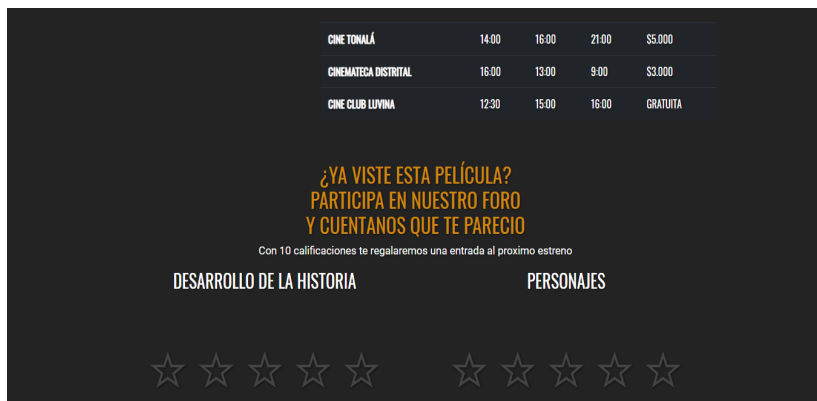 CINE TONALÁ 14:00 16:00 21:00 $5.000
CINEMATECA DISTRITAL 16:00 13:00 9:00 $3.000
CINE CLUB LUVINA 12:30 15:00 16:00 GRATUITA
¿YA VISTE ESTA PELÍCULA?
PARTICIPA EN NUESTRO FORO
Y CUENTANOS QUE TE PARECIO
Con 10 calificaciones te regalaremos una entrada al proximo estreno
DESARROLLO DE LA HISTORIA PERSONAJES